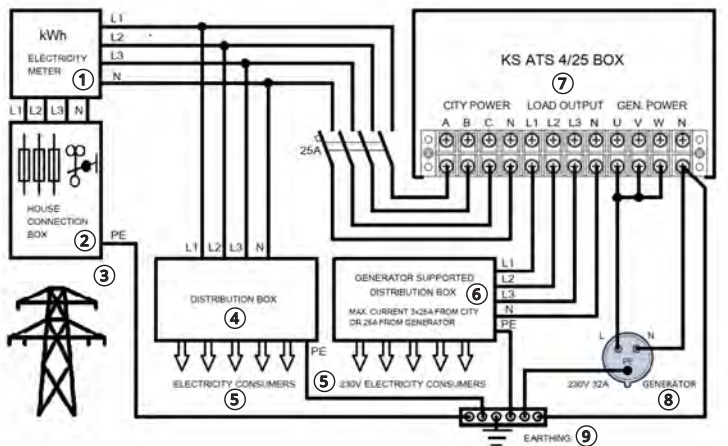 L1
L2
L3
N
kWh
ELECTRICITY
METER
①
L1 L2 L3 N
HOUSE
CONNECTION
BOX
②
PE
③
25A
KS ATS 4/25 BOX
⑦
CITY POWER LOAD OUTPUT GEN. POWER
A B C N L1 L2 L3 N U V W N
L1 L2 L3 N
DISTRIBUTION BOX
④
PE
ELECTRICITY CONSUMERS
⑤
GENERATOR SUPPORTED
DISTRIBUTION BOX
⑥
MAX. CURRENT 3x25A FROM CITY
OR 25A FROM GENERATOR
L1
L2
L3
N
PE
⑤ 230V ELECTRICITY CONSUMERS
L N
PE
230V 32A GENERATOR
⑧
EARTHING ⑨